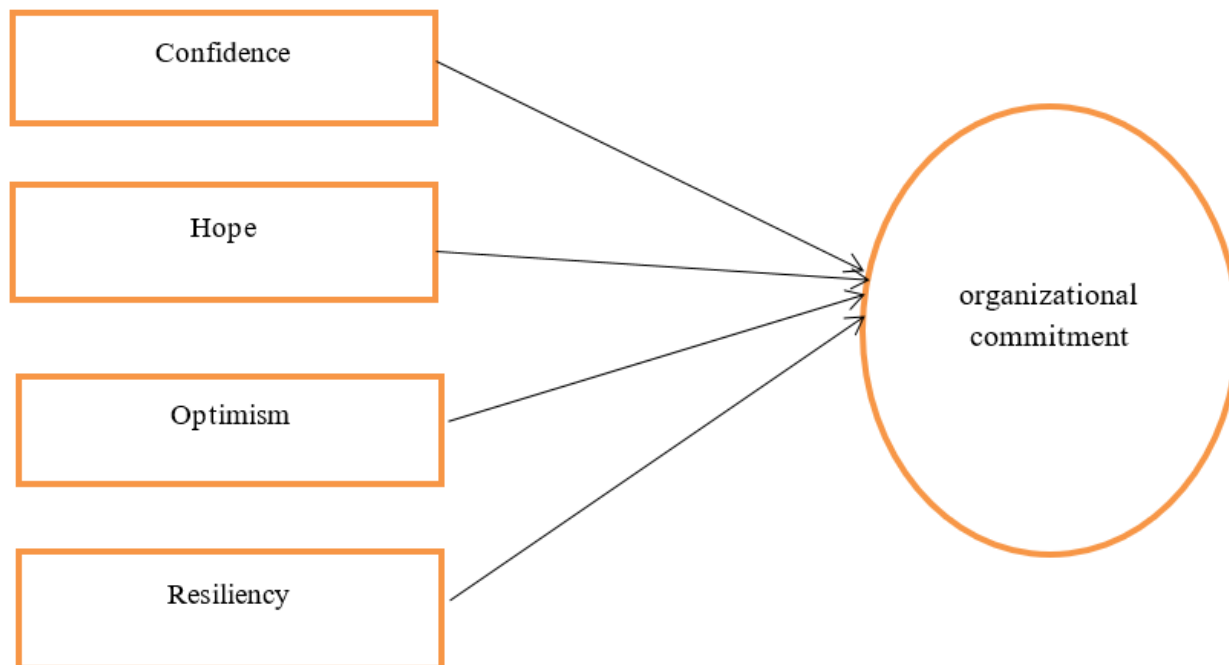 Confidence
Hope
Optimism
Resiliency
organizational
commitment